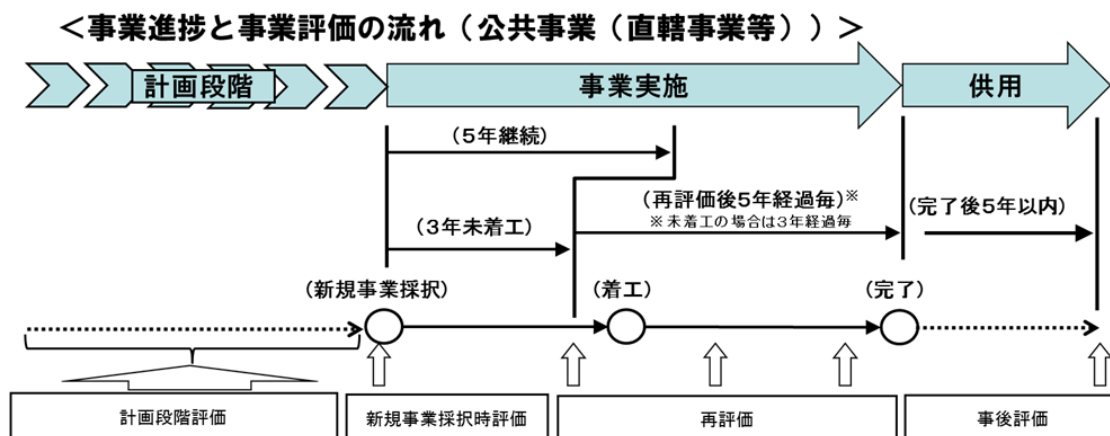 ＜事業進捗と事業評価の流れ（公共事業（直轄事業等））＞
計画段階
事業実施
供用
（５年継続）
（再評価後５年経過毎）※
※未着工の場合は３年経過毎
（完了後５年以内）
（３年未着工）
（新規事業採択）
（着工）
（完了）
計画段階評価
新規事業採択時評価
再評価
事後評価